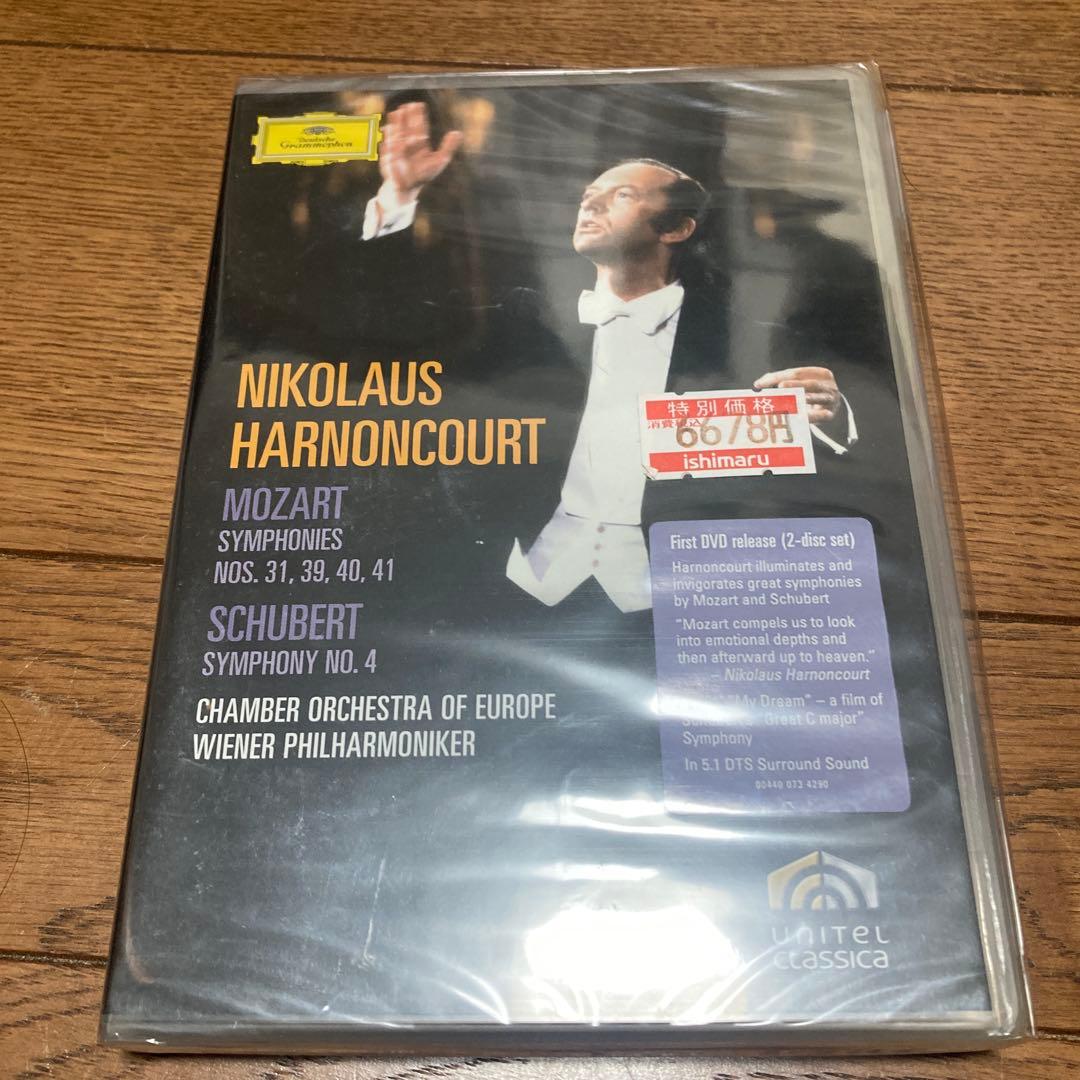 Deutsche
Grammophon
NIKOLAUS
HARNONCOURT
MOZART
SYMPHONIES
NOS. 31, 39, 40, 41
SCHUBERT
SYMPHONY NO. 4
CHAMBER ORCHESTRA OF EUROPE
WIENER PHILHARMONIKER
特別価格
消費税込
6678円
ishimaru
First DVD release (2-disc set)
Harnoncourt illuminates and
invigorates great symphonies
by Mozart and Schubert
“Mozart compels us to look
into emotional depths and
then afterward up to heaven.”
– Nikolaus Harnoncourt
“My Dream” – a film of
Schubert's “Great C major”
Symphony
In 5.1 DTS Surround Sound
00440 073 4290
UNITEL
CLASSICA